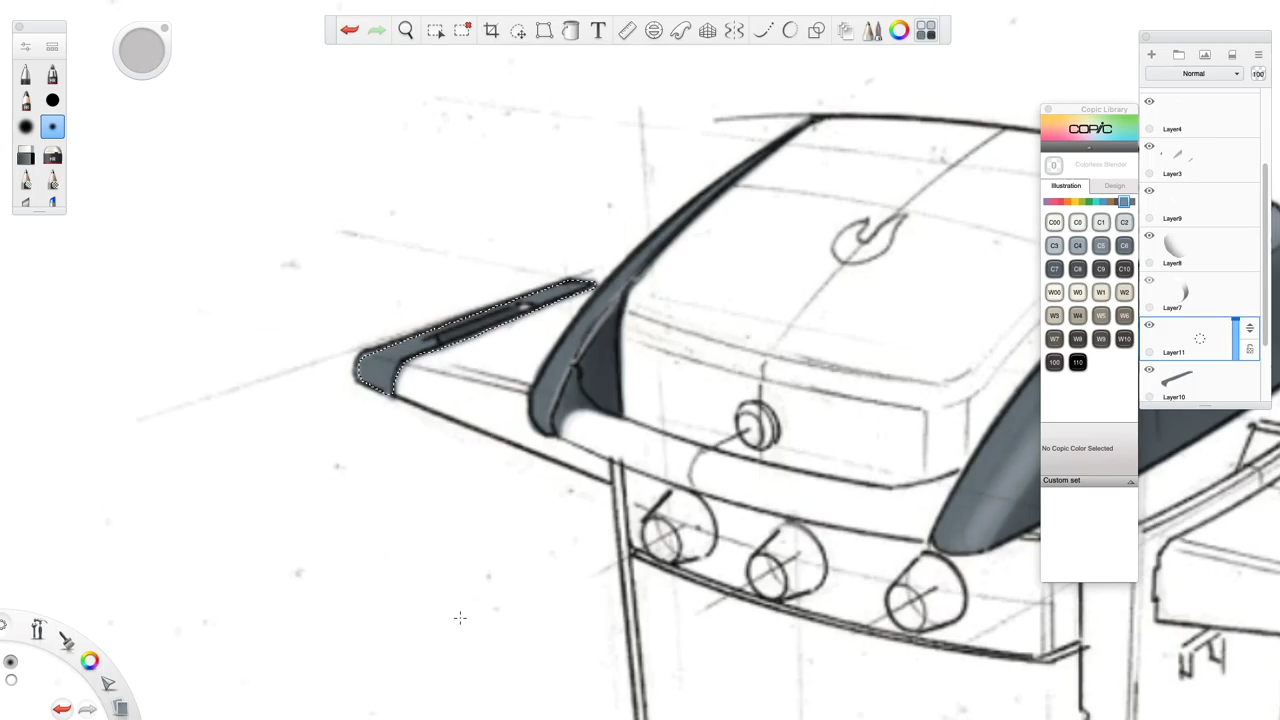 T
Normal
100
Copic Library
COPIC
0
Colorless Blender
Illustration
Design
C00
C0
C1
C2
C3
C4
C5
C6
C7
C8
C9
C10
W00
W0
W1
W2
W3
W4
W5
W6
W7
W8
W9
W10
100
110
No Copic Color Selected
Custom set
Layer4
Layer3
Layer9
Layer8
Layer7
Layer11
Layer10